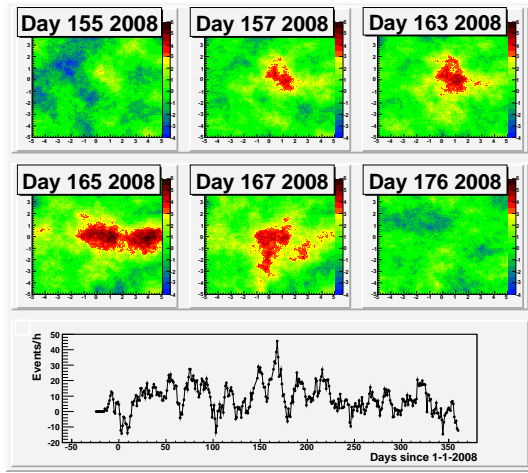 Day 155 2008
Day 157 2008
Day 163 2008
Day 165 2008
Day 167 2008
Day 176 2008
Events/h
50
40
30
20
10
0
-10
-20
-50 0 50 100 150 200 250 300 350
Days since 1-1-2008